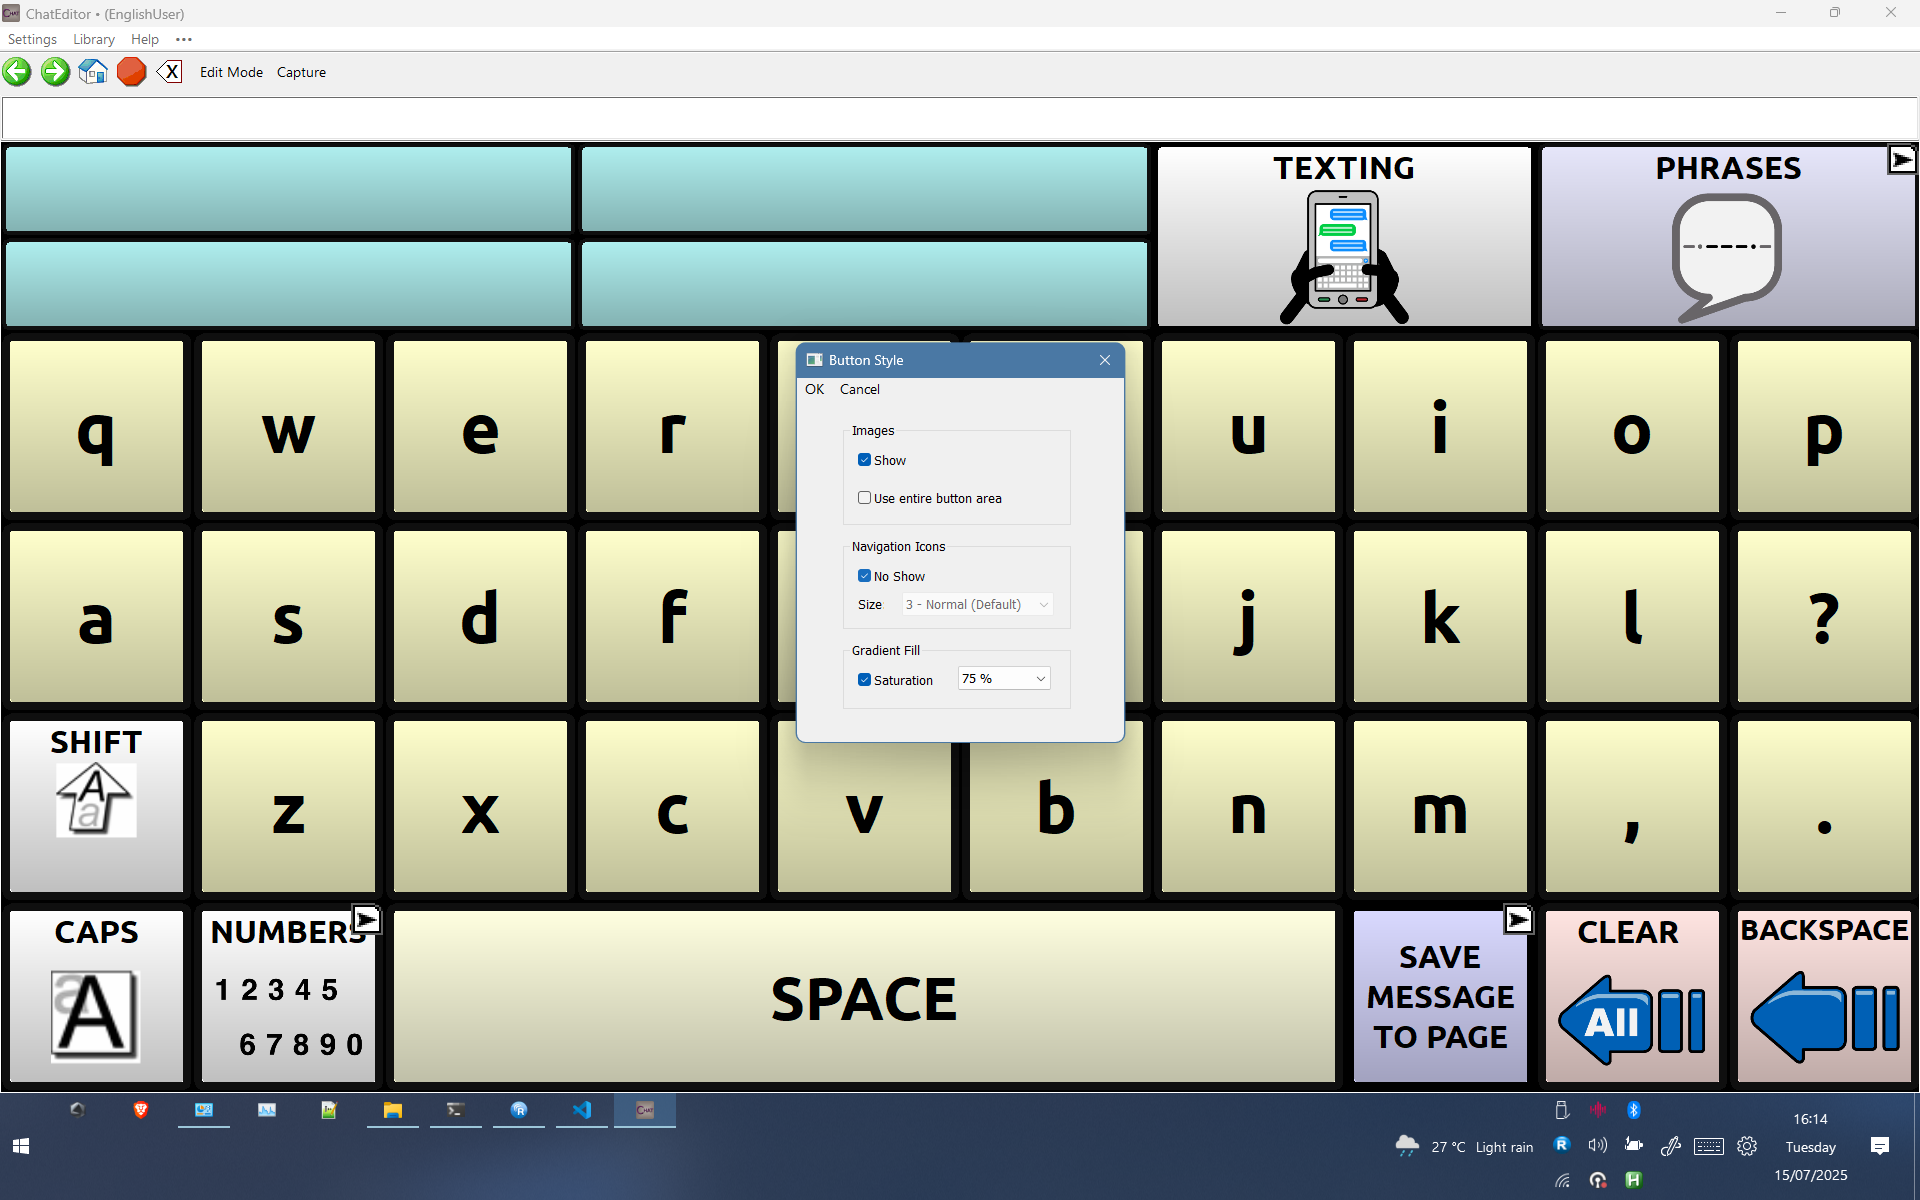 ChatEditor • (EnglishUser)
Settings Library Help •••
X Edit Mode Capture
TEXTING
PHRASES
q w e r u i o p
a s d f j k l ?
Button Style
OK Cancel
Images
Show
Use entire button area
Navigation Icons
No Show
Size 3 - Normal (Default)
Gradient Fill
Saturation 75 %
SHIFT
A
a
z x c v b n m , .
CAPS
a A
NUMBERS
1 2 3 4 5
6 7 8 9 0
SPACE
SAVE
MESSAGE
TO PAGE
CLEAR
All
BACKSPACE
CHAT
27 °C Light rain
R
H
16:14
Tuesday
15/07/2025